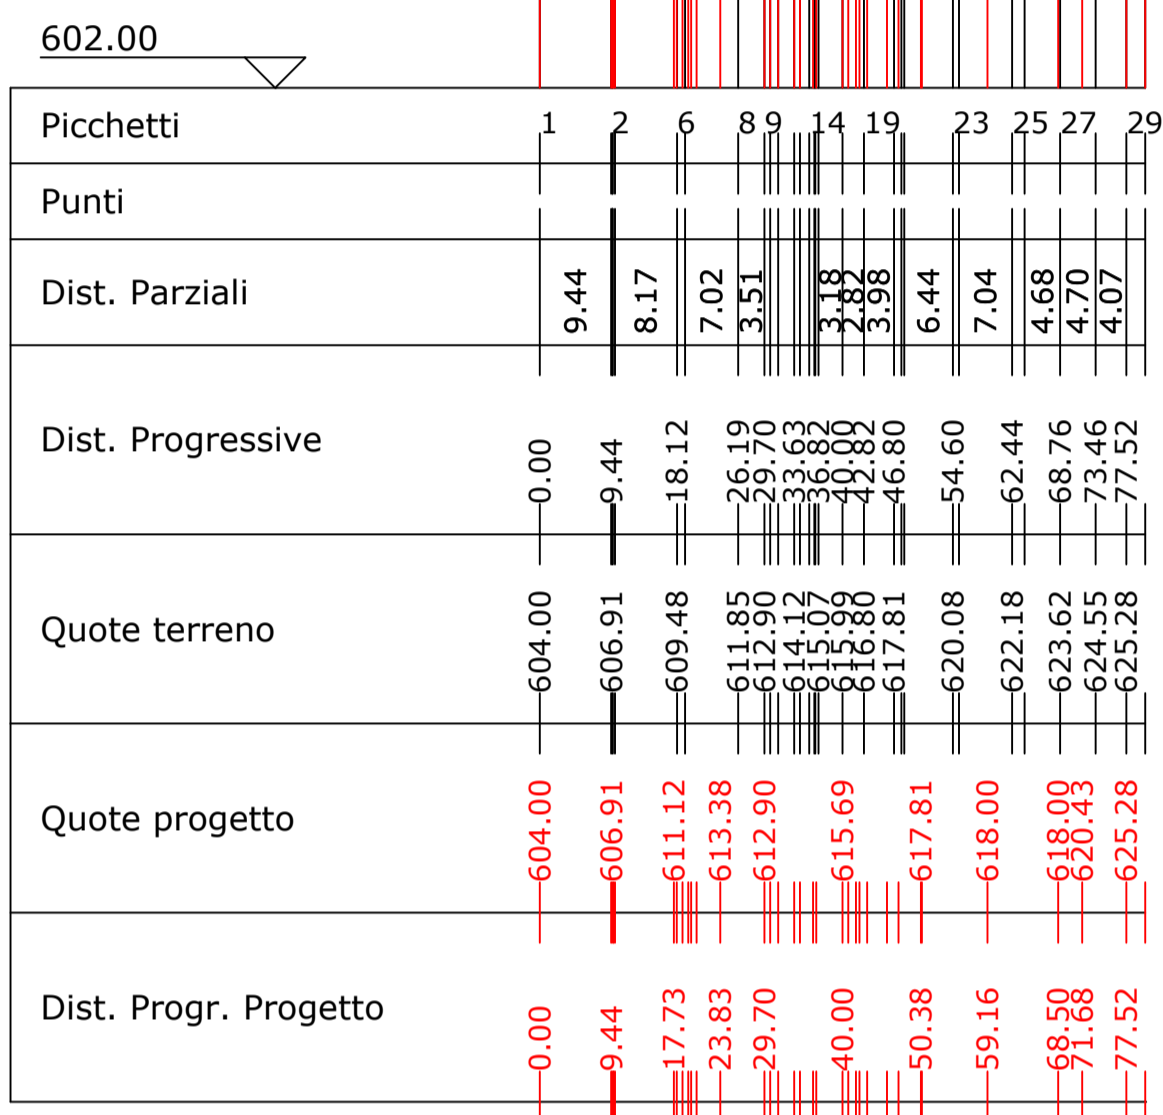 602.00
Picchetti 1 2 6 8 9 14 19 23 25 27 29
Punti
Dist. Parziali 9.44 8.17 7.02 3.51 3.18 2.82 3.98 6.44 7.04 4.68 4.70 4.07
Dist. Progressive 0.00 9.44 18.12 26.19 29.70 33.63 36.82 40.00 42.82 46.80 54.60 62.44 68.76 73.46 77.52
Quote terreno 604.00 606.91 609.48 611.85 612.90 614.12 615.07 615.99 616.80 617.81 620.08 622.18 623.62 624.55 625.28
Quote progetto 604.00 606.91 611.12 613.38 612.90 615.69 617.81 618.00 618.00 620.43 625.28
Dist. Progr. Progetto 0.00 9.44 17.73 23.83 29.70 40.00 50.38 59.16 68.50 71.68 77.52